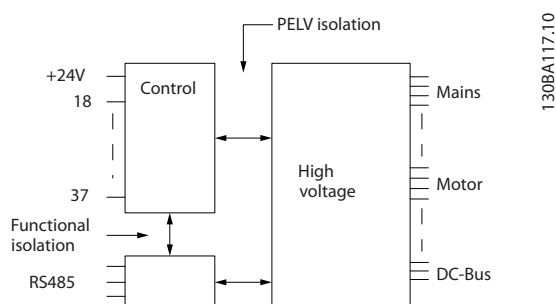 PELV isolation
130BA117.10
+24V
Control
18
Mains
High
voltage
Motor
37
Functional
isolation
RS485
DC-Bus